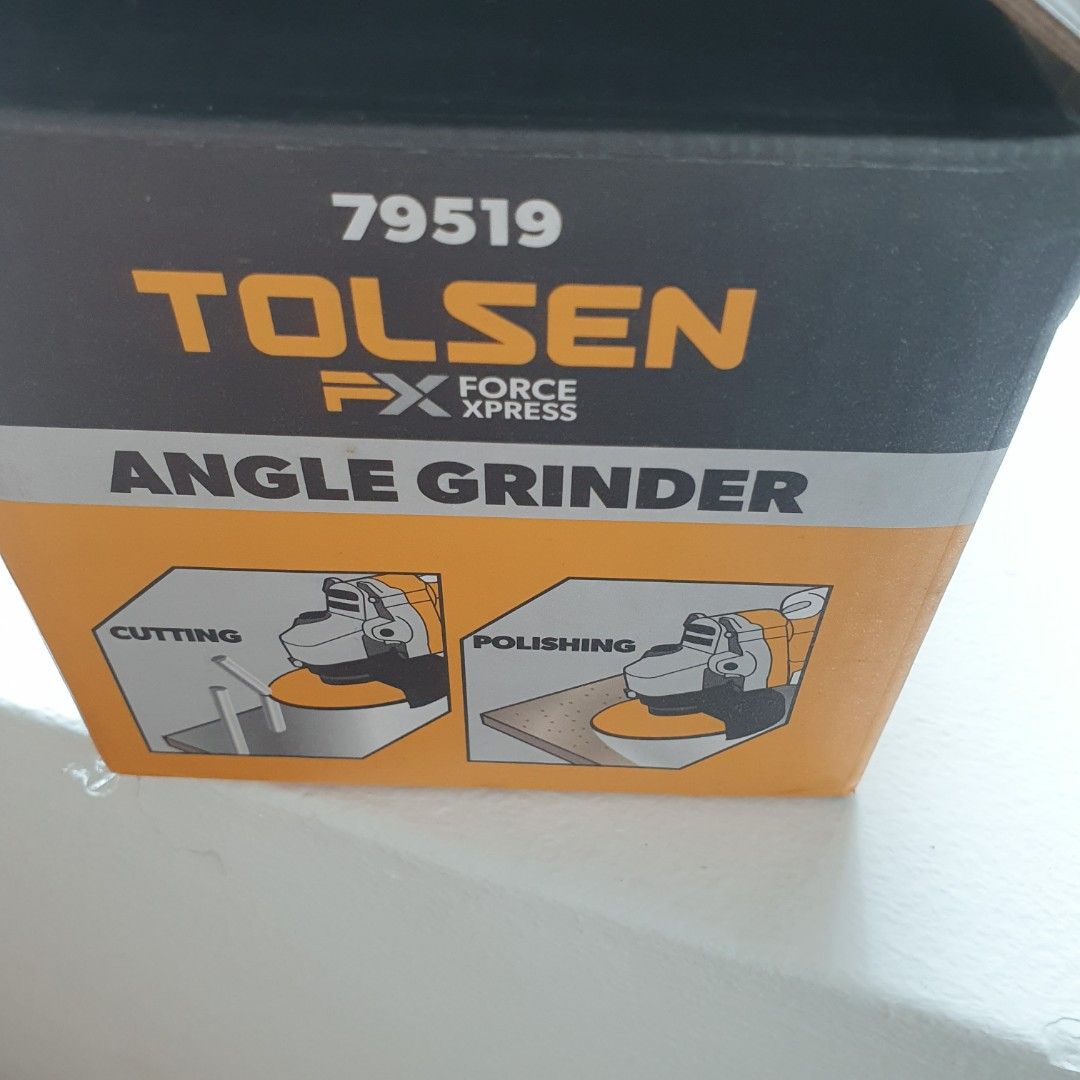 79519
TOLSEN
FX FORCE
XPRESS
ANGLE GRINDER
CUTTING
POLISHING